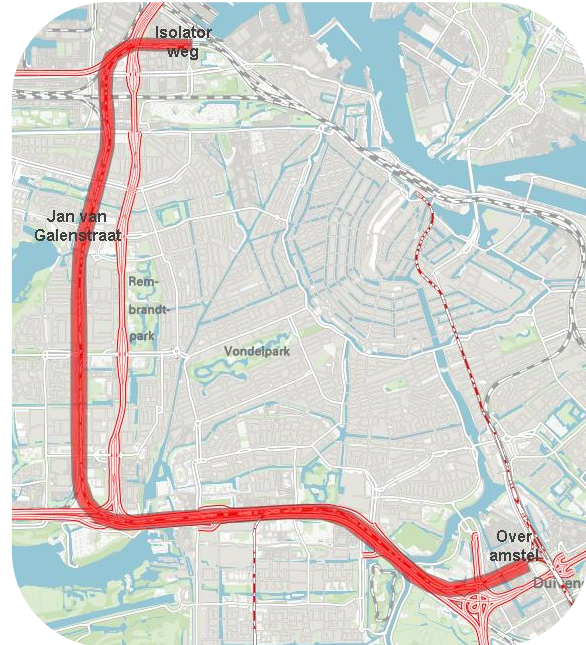 Isolator
weg
Jan van
Galenstraat
Rem-
brandt-
park
Vondelpark
Over
amstel